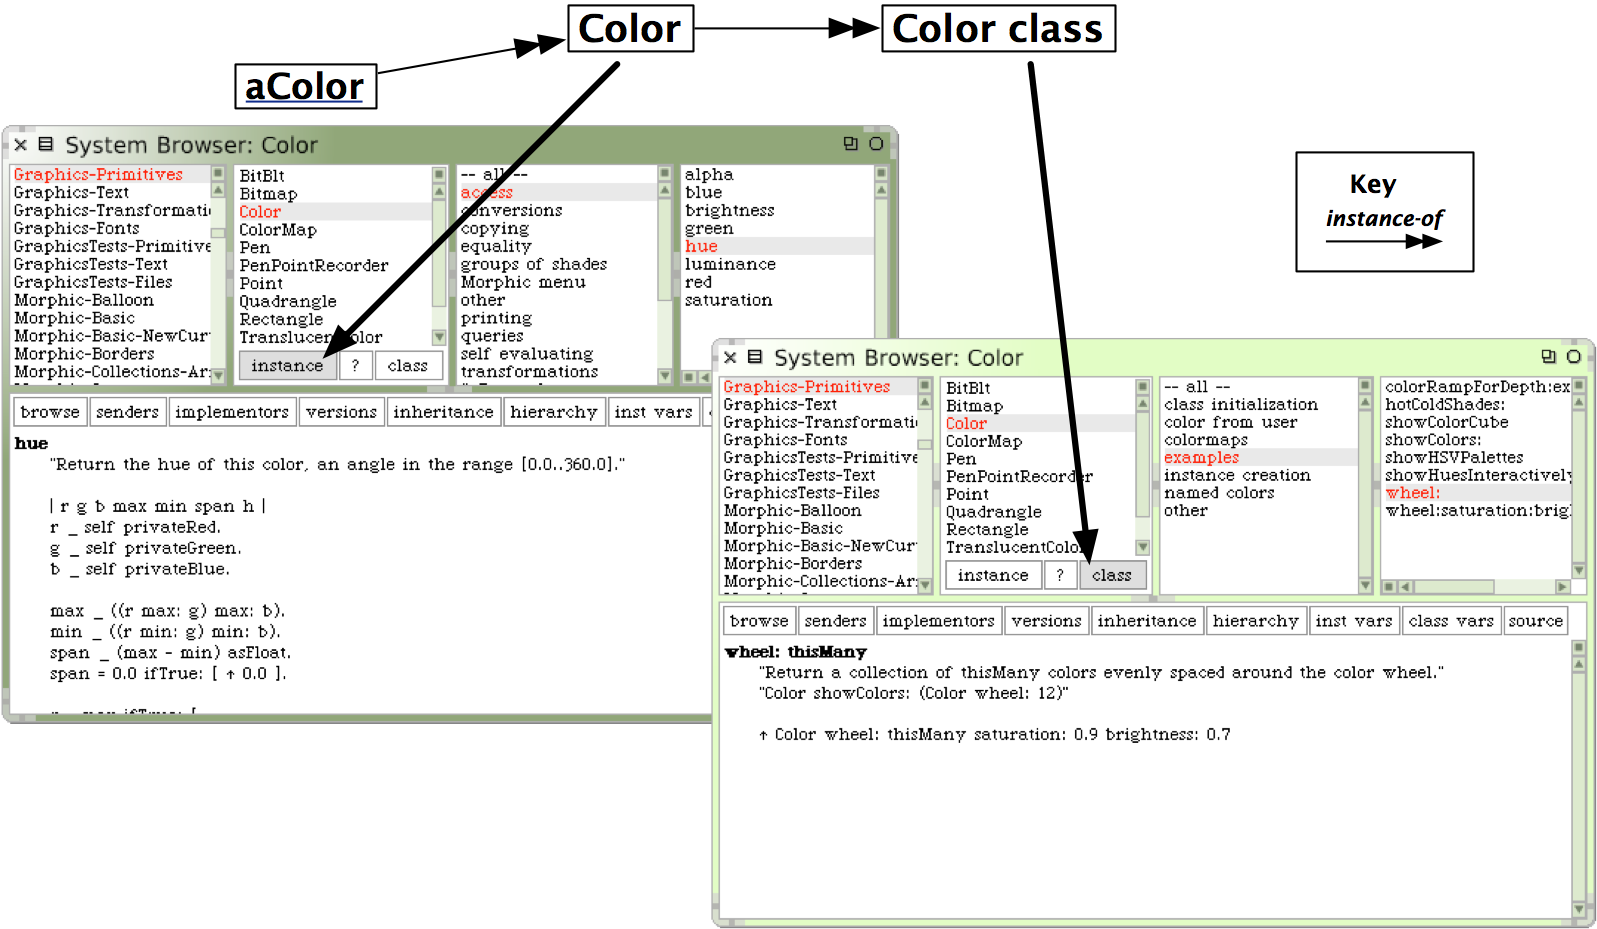 Color
Color class
aColor
Key
instance-of
System Browser: Color
Graphics-Primitives
Graphics-Text
Graphics-Transformatio
Graphics-Fonts
GraphicsTests-Primitive
GraphicsTests-Text
GraphicsTests-Files
Morphic-Balloon
Morphic-Basic
Morphic-Basic-NewCur
Morphic-Borders
Morphic-Collections-Ar
BitBlt
Bitmap
Color
ColorMap
Pen
PenPointRecorder
Point
Quadrangle
Rectangle
TranslucentColor
instance
?
class
-- all --
access
conversions
copying
equality
groups of shades
Morphic menu
other
printing
queries
self evaluating
transformations
alpha
blue
brightness
green
hue
luminance
red
saturation
browse senders implementors versions inheritance hierarchy inst vars
hue
"Return the hue of this color, an angle in the range [0.0..360.0]."
| r g b max min span h |
r _ self privateRed.
g _ self privateGreen.
b _ self privateBlue.
max _ ((r max: g) max: b).
min _ ((r min: g) min: b).
span _ (max - min) asFloat.
span = 0.0 ifTrue: [ ↑ 0.0 ].
System Browser: Color
Graphics-Primitives
Graphics-Text
Graphics-Transformatio
Graphics-Fonts
GraphicsTests-Primitive
GraphicsTests-Text
GraphicsTests-Files
Morphic-Balloon
Morphic-Basic
Morphic-Basic-NewCur
Morphic-Borders
Morphic-Collections-Ar
BitBlt
Bitmap
Color
ColorMap
Pen
PenPointRecorder
Point
Quadrangle
Rectangle
TranslucentColo
instance
?
class
-- all --
class initialization
color from user
colormaps
examples
instance creation
named colors
other
colorRampForDepth:ex
hotColdShades:
showColorCube
showColors:
showHSVPalettes
showHuesInteractively
wheel:
wheel:saturation:brig
browse senders implementors versions inheritance hierarchy inst vars class vars source
wheel: thisMany
"Return a collection of thisMany colors evenly spaced around the color wheel."
"Color showColors: (Color wheel: 12)"
↑ Color wheel: thisMany saturation: 0.9 brightness: 0.7